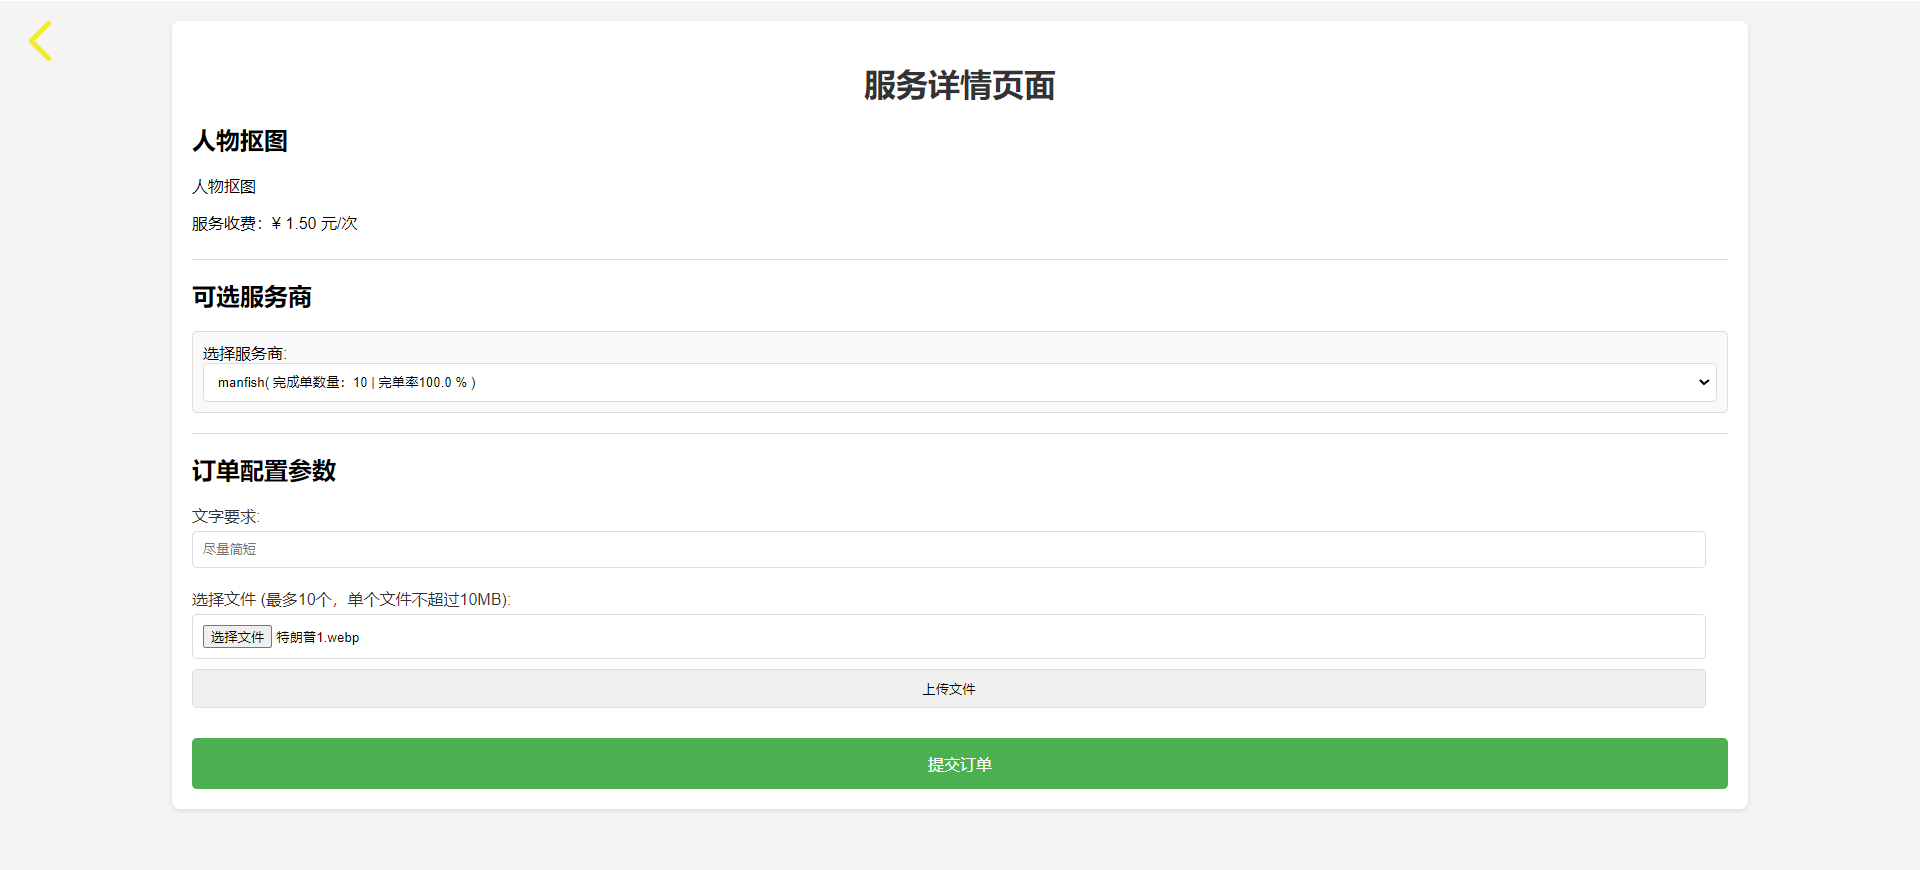 服务详情页面
人物抠图
人物抠图
服务收费：¥ 1.50 元/次
可选服务商
选择服务商:
manfish( 完成单数量：10 | 完单率100.0 % )
订单配置参数
文字要求:
尽量简短
选择文件 (最多10个，单个文件不超过10MB):
选择文件 特朗普1.webp
上传文件
提交订单